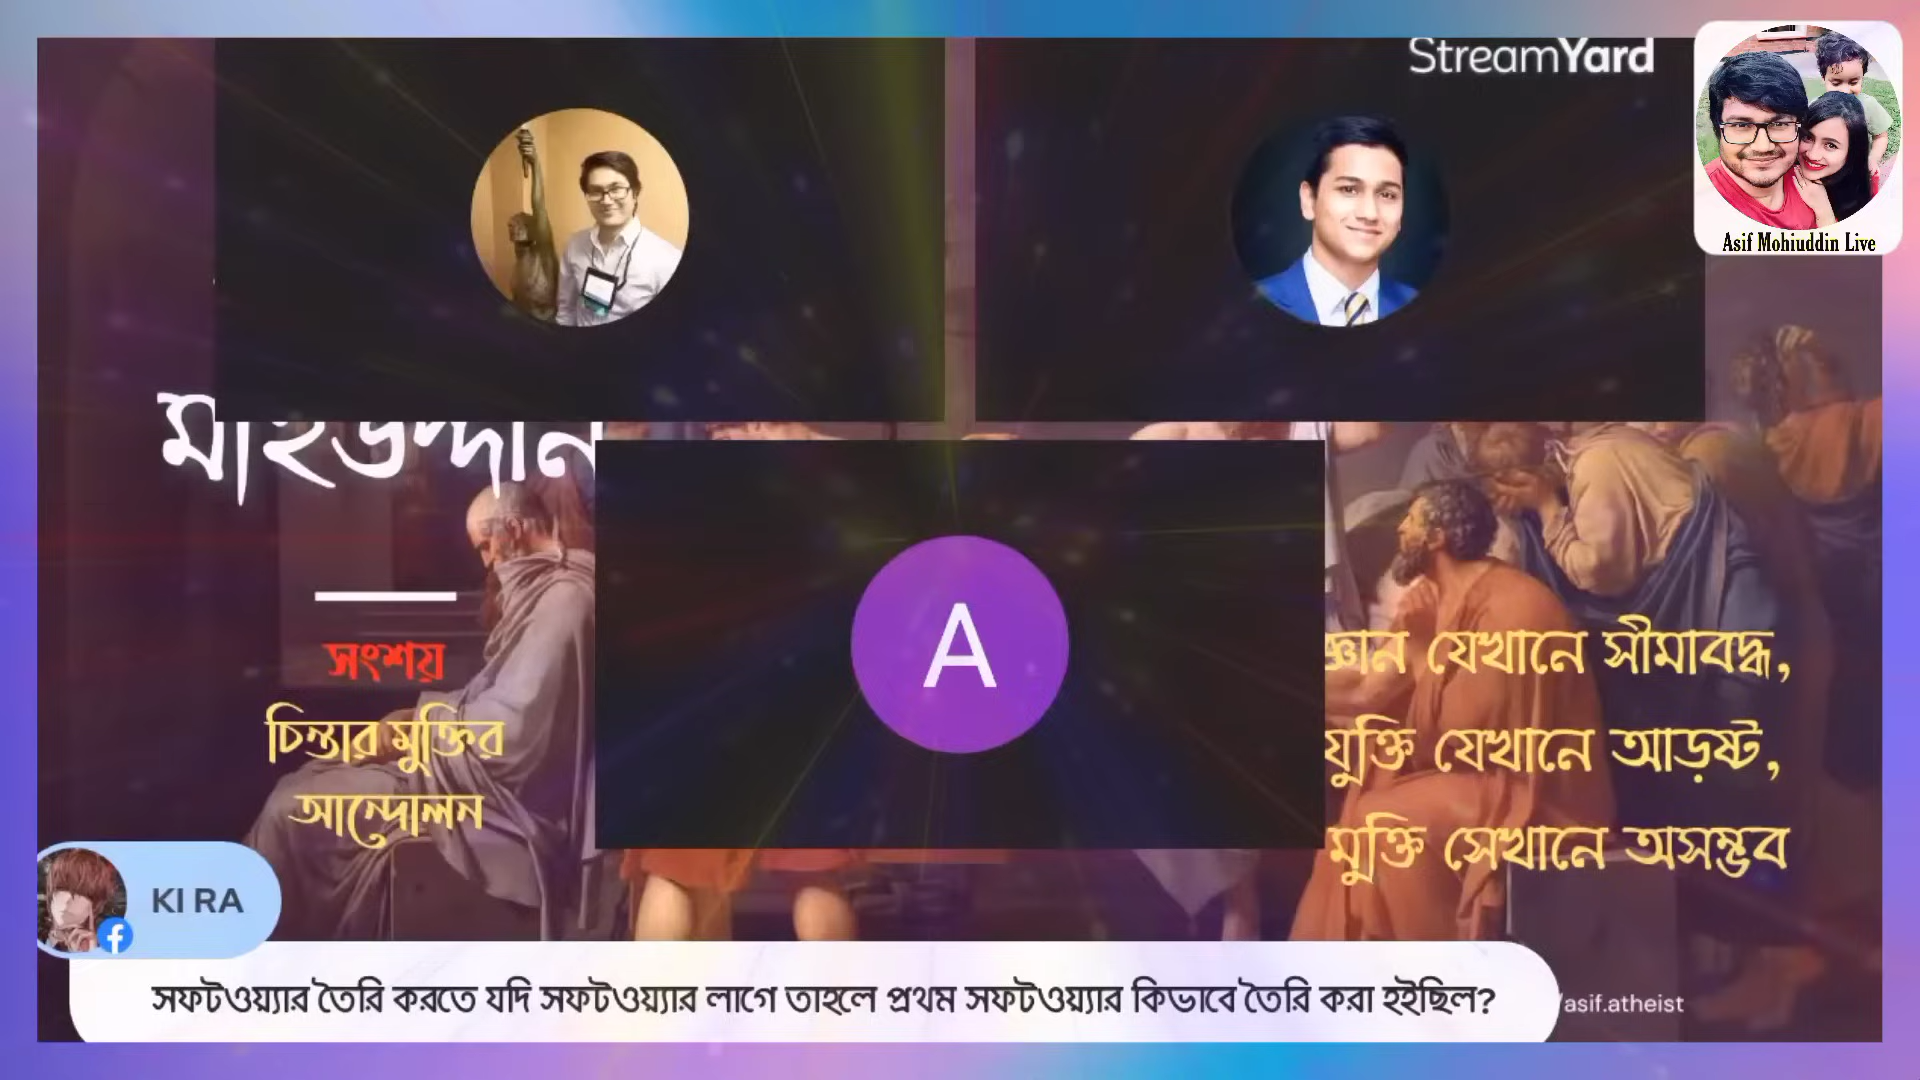 StreamYard
Asif Mohiuddin Live
A
সংশয়
চিন্তার মুক্তির
আন্দোলন
জ্ঞান যেখানে সীমাবদ্ধ,
যুক্তি যেখানে আড়ষ্ট,
মুক্তি সেখানে অসম্ভব
KI RA
সফটওয়্যার তৈরি করতে যদি সফটওয়্যার লাগে তাহলে প্রথম সফটওয়্যার কিভাবে তৈরি করা হইছিল?
/asif.atheist